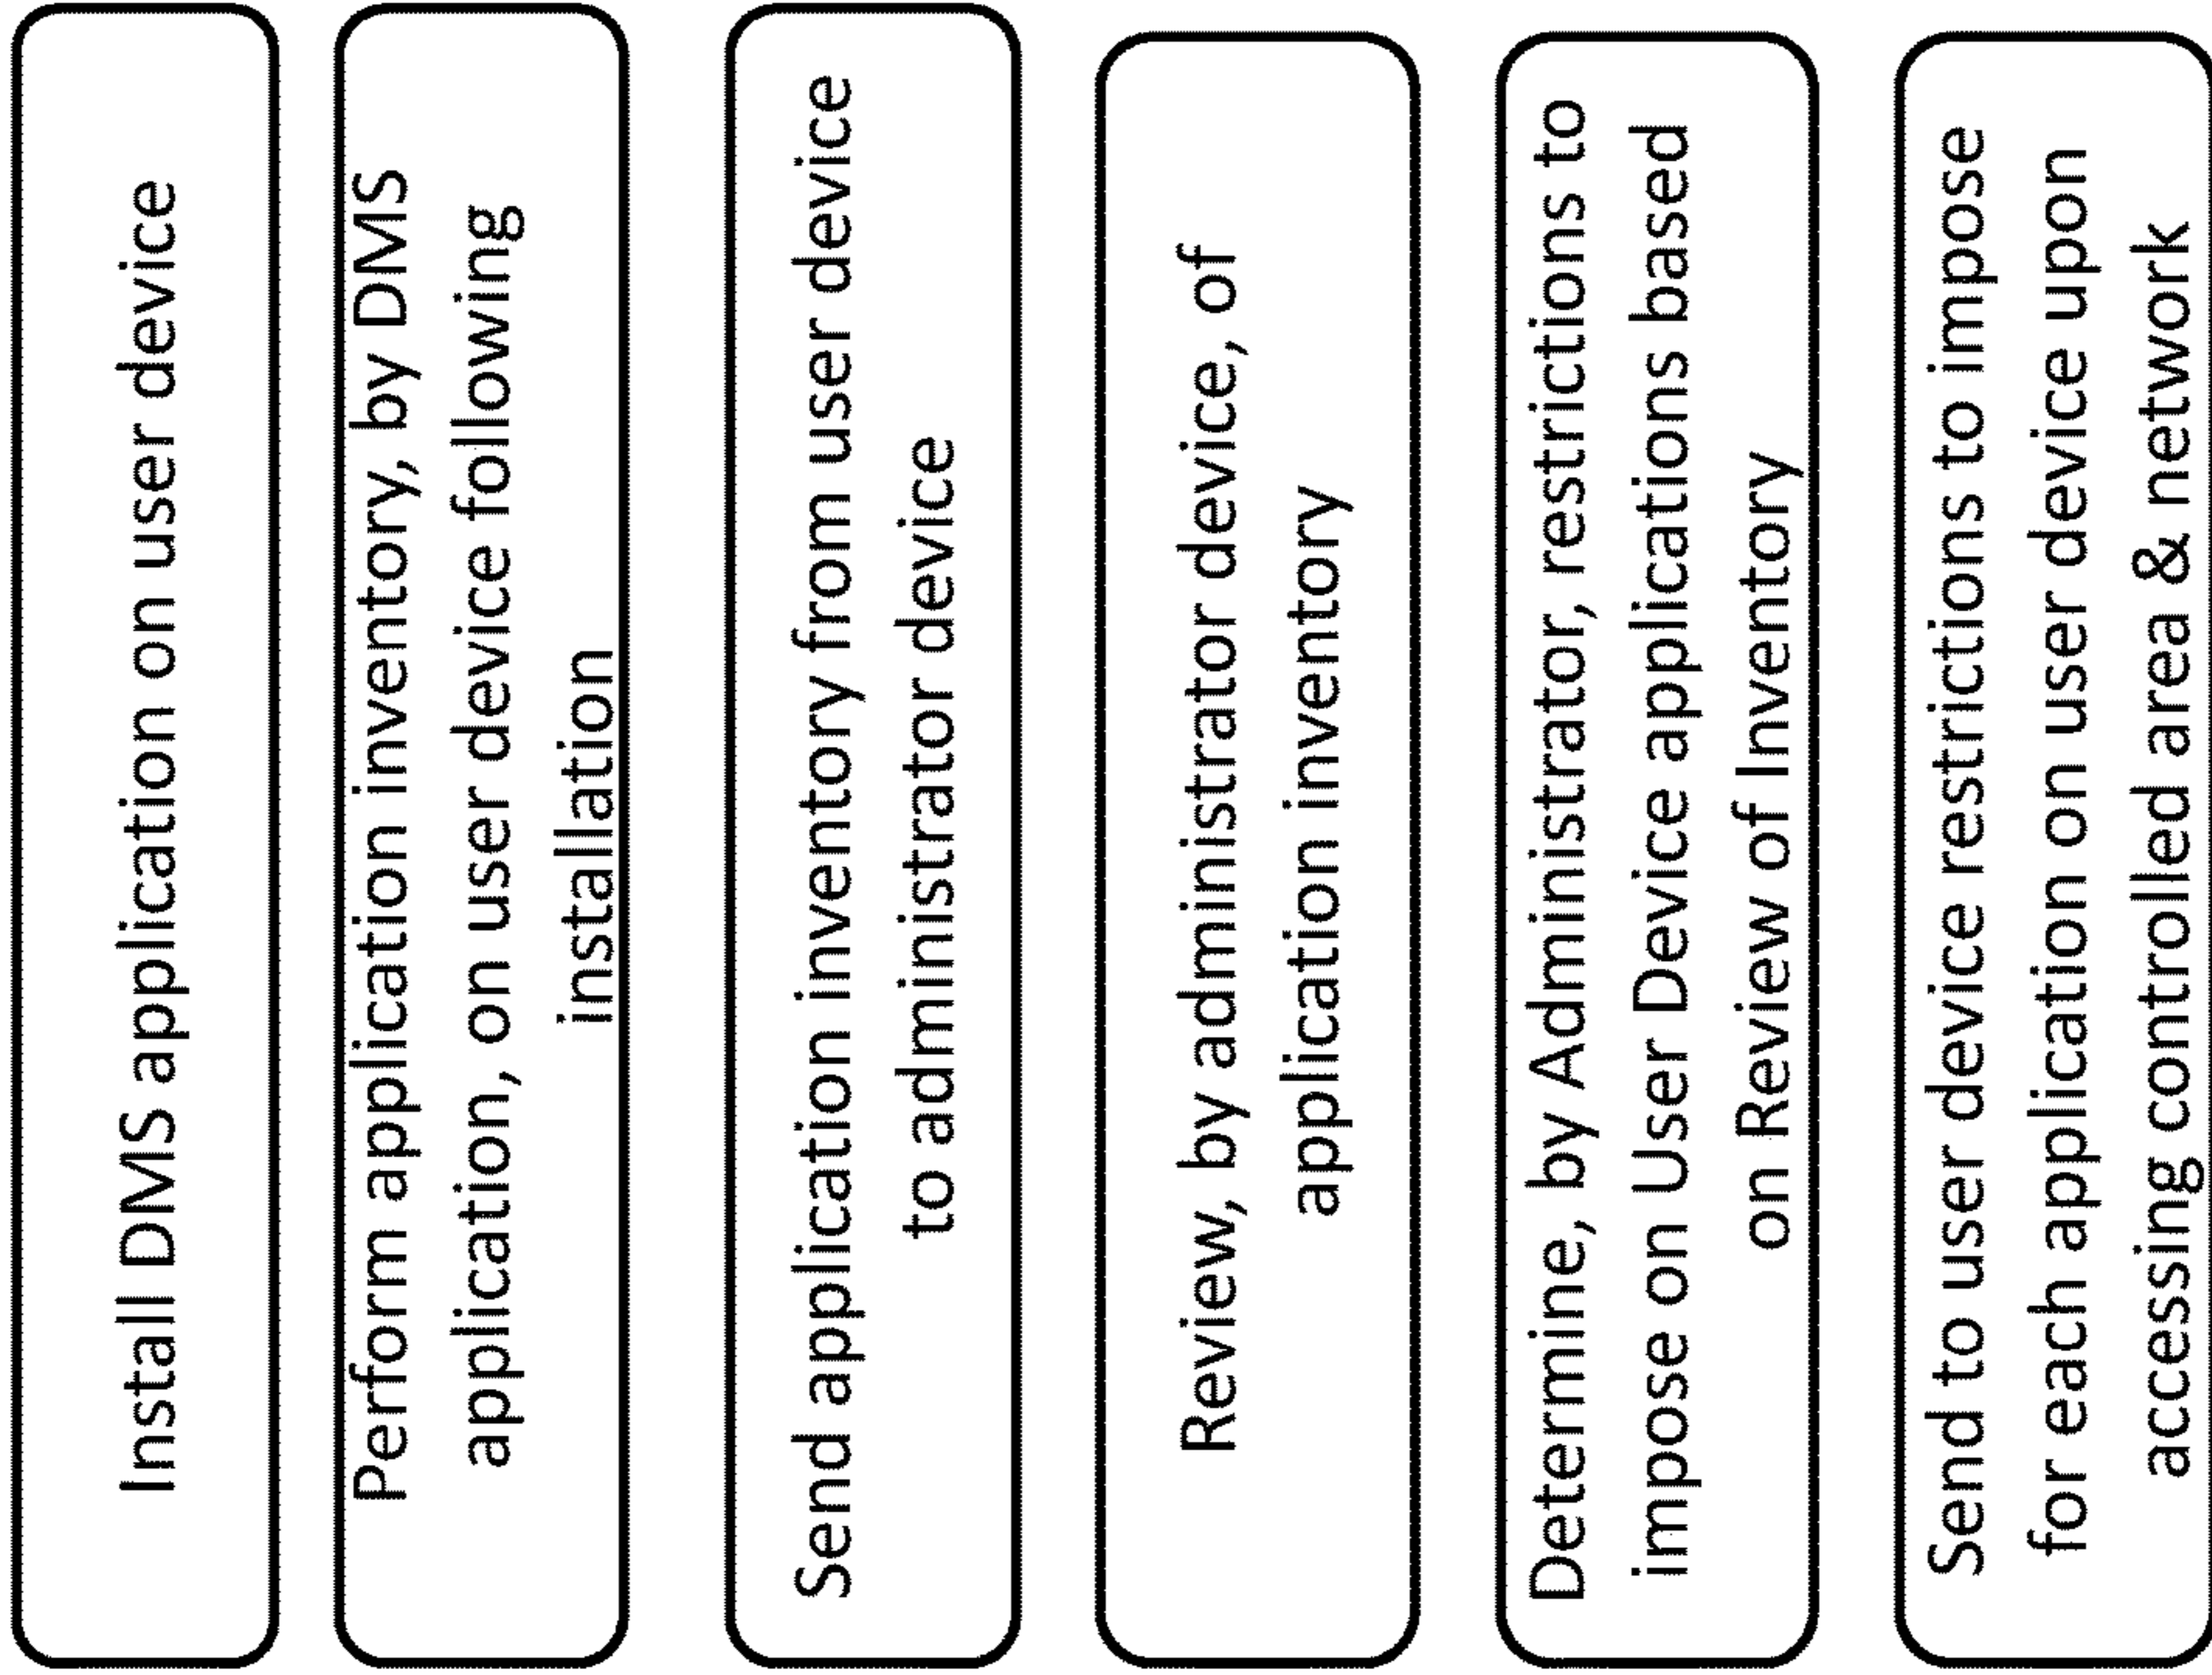 Install DMS application on user device
Perform application inventory, by DMS
application, on user device following
installation
Send application inventory from user device
to administrator device
Review, by administrator device, of
application inventory
Determine, by Administrator, restrictions to
impose on User Device applications based
on Review of Inventory
Send to user device restrictions to impose
for each application on user device upon
accessing controlled area & network